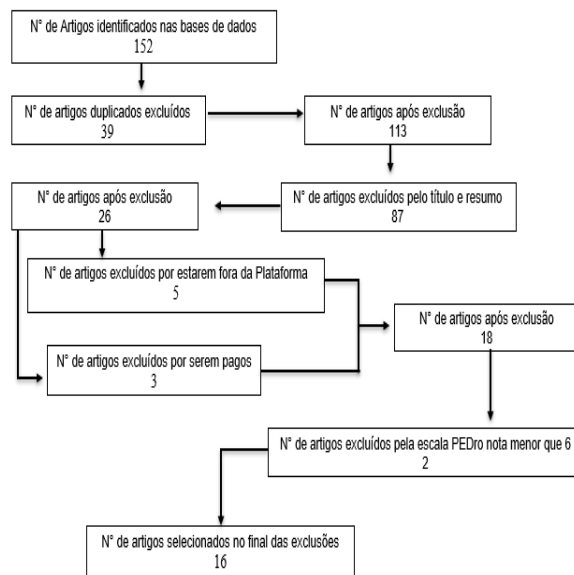 N° de Artigos identificados nas bases de dados
152
N° de artigos duplicados excluídos
39
N° de artigos após exclusão
113
N° de artigos excluídos pelo título e resumo
87
N° de artigos após exclusão
26
N° de artigos excluídos por estarem fora da Plataforma
5
N° de artigos excluídos por serem pagos
3
N° de artigos após exclusão
18
N° de artigos excluídos pela escala PEDro nota menor que 6
2
N° de artigos selecionados no final das exclusões
16